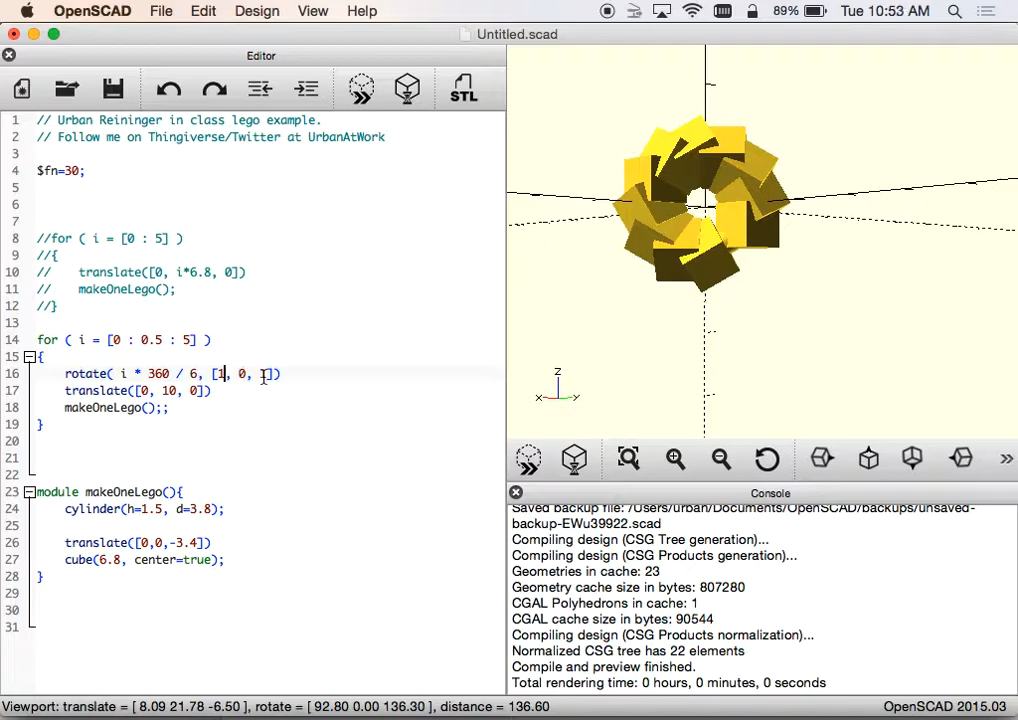 OpenSCAD File Edit Design View Help 89% Tue 10:53 AM
Untitled.scad
Editor
STL
1 // Urban Reininger in class lego example.
2 // Follow me on Thingiverse/Twitter at UrbanAtWork
3
4 $fn=30;
5
6
7
8 //for ( i = [0 : 5] )
9 //{
10 // translate([0, i*6.8, 0])
11 // makeOneLego();
12 //}
13
14 for ( i = [0 : 0.5 : 5] )
15 {
16 rotate( i * 360 / 6, [1, 0, 1])
17 translate([0, 10, 0])
18 makeOneLego();;
19 }
20
21
22
23 module makeOneLego(){
24 cylinder(h=1.5, d=3.8);
25
26 translate([0,0,-3.4])
27 cube(6.8, center=true);
28 }
29
30
31
z
x y
»
Console
Saved backup file: /Users/urban/Documents/OpenSCAD/backups/unsaved-
backup-EWu39922.scad
Compiling design (CSG Tree generation)...
Compiling design (CSG Products generation)...
Geometries in cache: 23
Geometry cache size in bytes: 807280
CGAL Polyhedrons in cache: 1
CGAL cache size in bytes: 90544
Compiling design (CSG Products normalization)...
Normalized CSG tree has 22 elements
Compile and preview finished.
Total rendering time: 0 hours, 0 minutes, 0 seconds
Viewport: translate = [ 8.09 21.78 -6.50 ], rotate = [ 92.80 0.00 136.30 ], distance = 136.60 OpenSCAD 2015.03